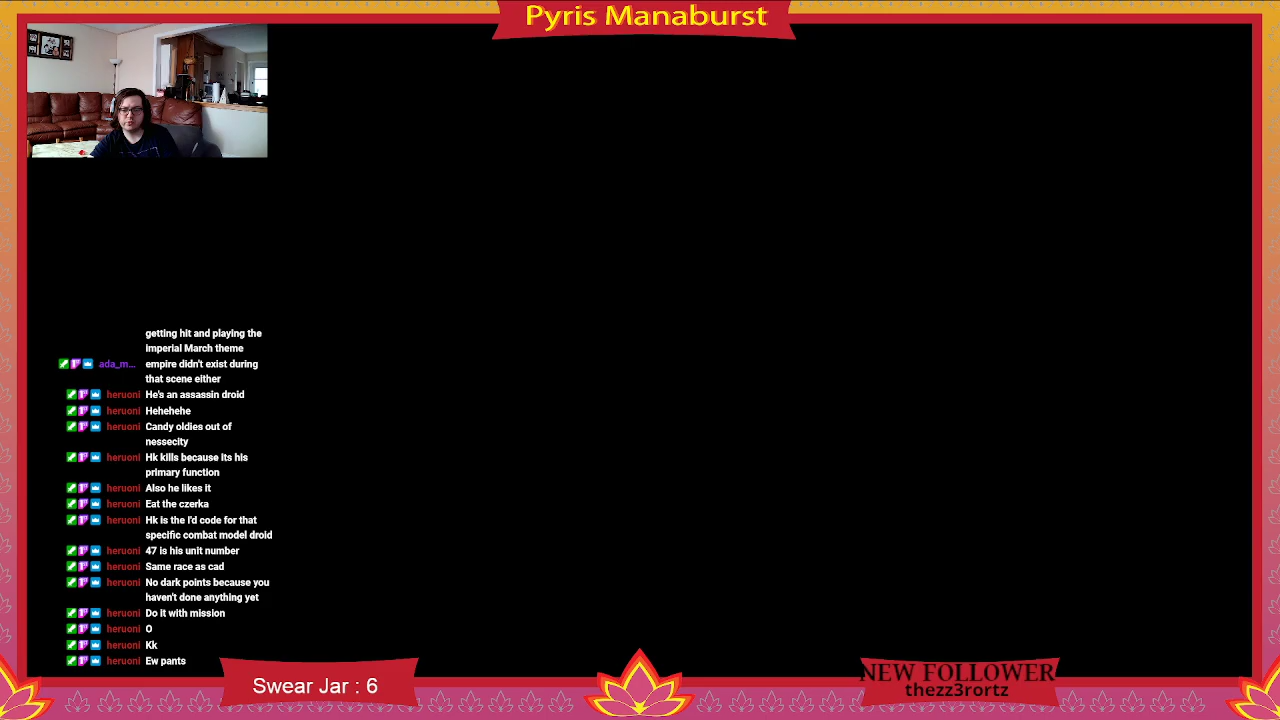 Pyris Manaburst
getting hit and playing the
imperial March theme
ada_m... empire didn't exist during
that scene either
heruoni He's an assassin droid
heruoni Hehehehe
heruoni Candy oldies out of
nessecity
heruoni Hk kills because its his
primary function
heruoni Also he likes it
heruoni Eat the czerka
heruoni Hk is the I'd code for that
specific combat model droid
heruoni 47 is his unit number
heruoni Same race as cad
heruoni No dark points because you
haven't done anything yet
heruoni Do it with mission
heruoni O
heruoni Kk
heruoni Ew pants
Swear Jar : 6
NEW FOLLOWER
thezz3rortz